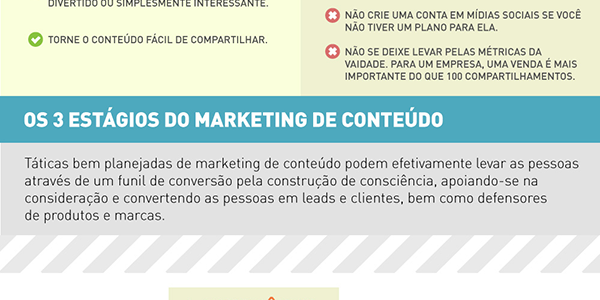 DIVERTIDO OU SIMPLESMENTE INTERESSANTE.
TORNE O CONTEÚDO FÁCIL DE COMPARTILHAR.
NÃO CRIE UMA CONTA EM MÍDIAS SOCIAIS SE VOCÊ
NÃO TIVER UM PLANO PARA ELA.
NÃO SE DEIXE LEVAR PELAS MÉTRICAS DA
VAIDADE. PARA UM EMPRESA, UMA VENDA É MAIS
IMPORTANTE DO QUE 100 COMPARTILHAMENTOS.
OS 3 ESTÁGIOS DO MARKETING DE CONTEÚDO
Táticas bem planejadas de marketing de conteúdo podem efetivamente levar as pessoas
através de um funil de conversão pela construção de consciência, apoiando-se na
consideração e convertendo as pessoas em leads e clientes, bem como defensores
de produtos e marcas.